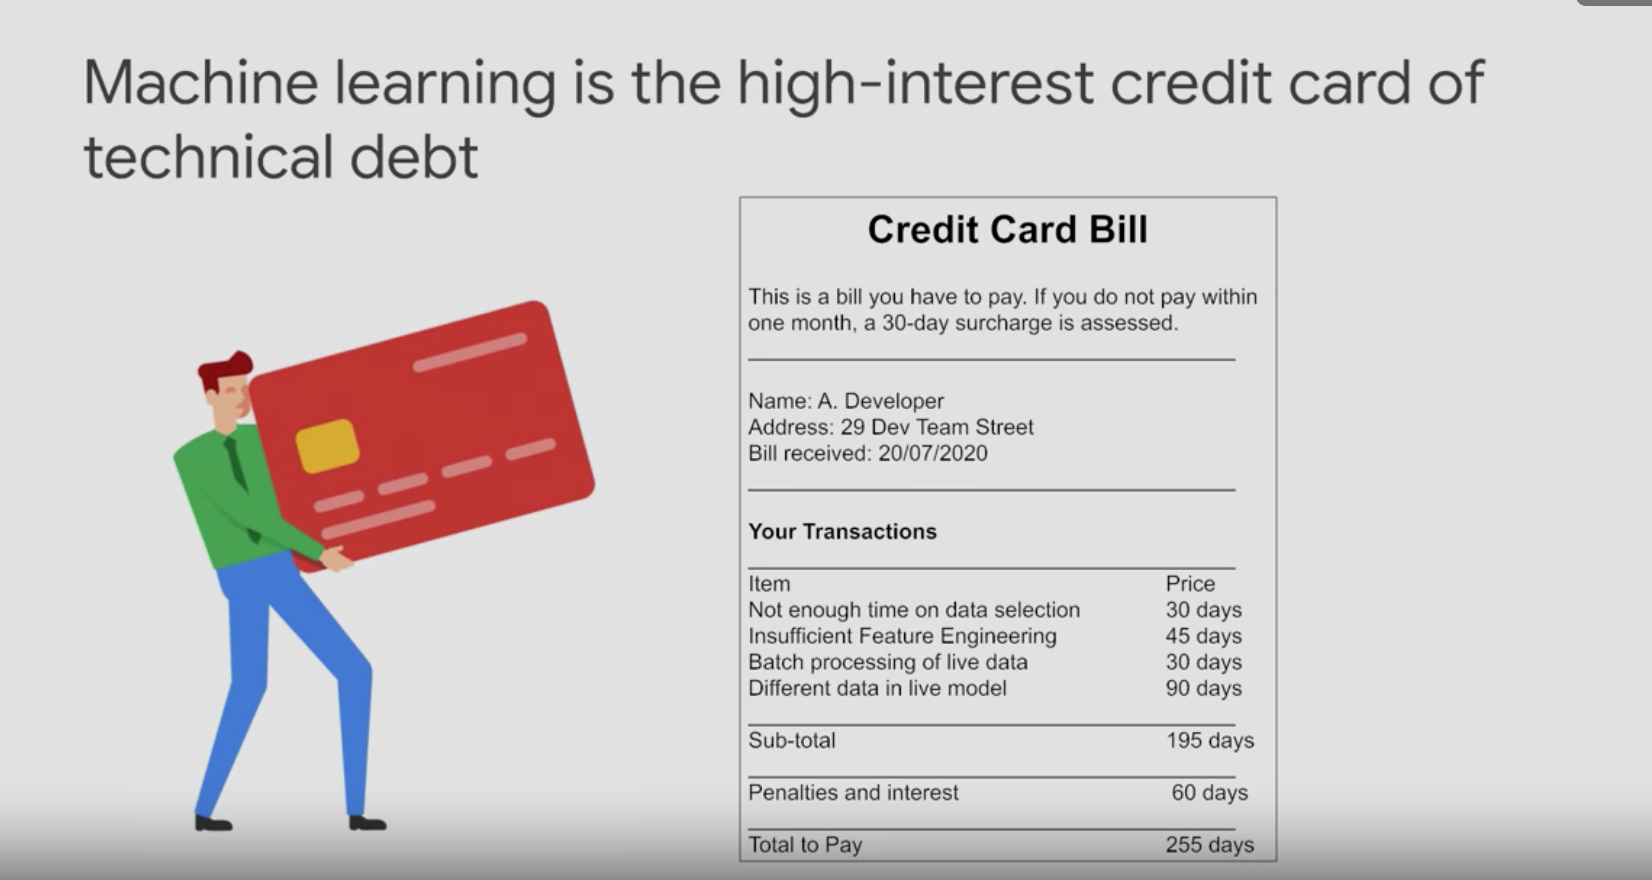 Machine learning is the high-interest credit card of
technical debt
Credit Card Bill
This is a bill you have to pay. If you do not pay within
one month, a 30-day surcharge is assessed.
Name: A. Developer
Address: 29 Dev Team Street
Bill received: 20/07/2020
Your Transactions
Item Price
Not enough time on data selection 30 days
Insufficient Feature Engineering 45 days
Batch processing of live data 30 days
Different data in live model 90 days
Sub-total 195 days
Penalties and interest 60 days
Total to Pay 255 days